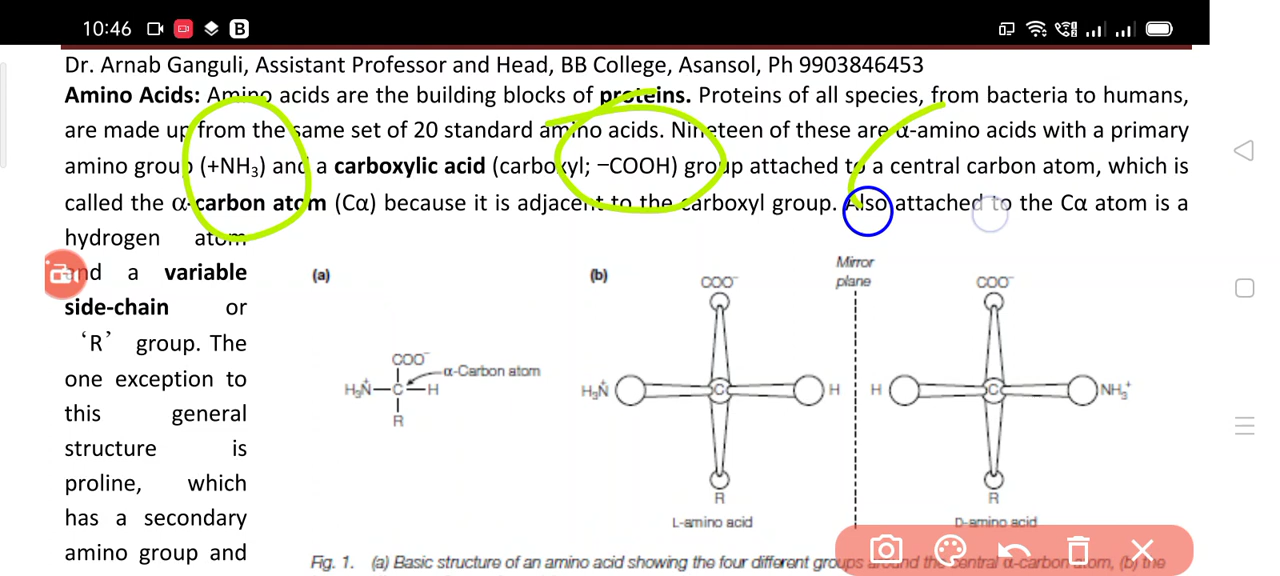 10:46
Dr. Arnab Ganguli, Assistant Professor and Head, BB College, Asansol, Ph 9903846453
Amino Acids: Amino acids are the building blocks of proteins. Proteins of all species, from bacteria to humans,
are made up from the same set of 20 standard amino acids. Nineteen of these are α-amino acids with a primary
amino group (+NH₃) and a carboxylic acid (carboxyl; −COOH) group attached to a central carbon atom, which is
called the α-carbon atom (Cα) because it is adjacent to the carboxyl group. Also attached to the Cα atom is a
hydrogen atom
and a variable
side-chain or
‘R’ group. The
one exception to
this general
structure is
proline, which
has a secondary
amino group and
(a)
COO⁻
α-Carbon atom
H₃N⁺ C H
R
(b)
Mirror
plane
COO⁻ COO⁻
H₃N⁺ C H H C NH₃⁺
R R
L-amino acid D-amino acid
Fig. 1. (a) Basic structure of an amino acid showing the four different groups around the central α-carbon atom, (b) the
B